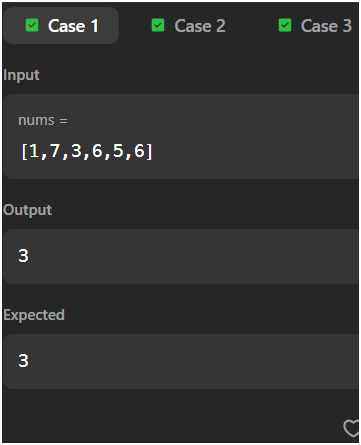 Case 1 Case 2 Case 3
Input
nums =
[1,7,3,6,5,6]
Output
3
Expected
3